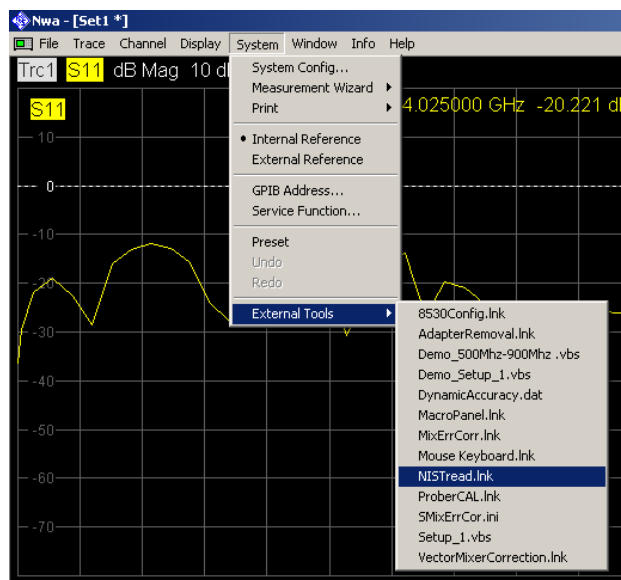 Nwa - [Set1 *]
File Trace Channel Display System Window Info Help
Trc1 S11 dB Mag 10 d
S11
4.025000 GHz -20.221 d
10
0
-10
-20
-30
-40
-50
-60
-70
System Config...
Measurement Wizard
Print
Internal Reference
External Reference
GPIB Address...
Service Function...
Preset
Undo
Redo
External Tools
8530Config.lnk
AdapterRemoval.lnk
Demo_500Mhz-900Mhz .vbs
Demo_Setup_1.vbs
DynamicAccuracy.dat
MacroPanel.lnk
MixErrCorr.lnk
Mouse Keyboard.lnk
NISTread.lnk
ProberCAL.lnk
SMixErrCor.ini
Setup_1.vbs
VectorMixerCorrection.lnk